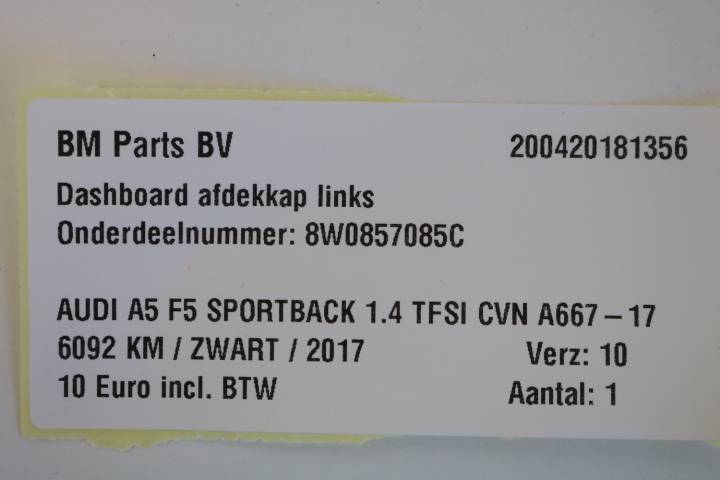 BM Parts BV 200420181356
Dashboard afdekkap links
Onderdeelnummer: 8W0857085C
AUDI A5 F5 SPORTBACK 1.4 TFSI CVN A667-17
6092 KM / ZWART / 2017 Verz: 10
10 Euro incl. BTW Aantal: 1